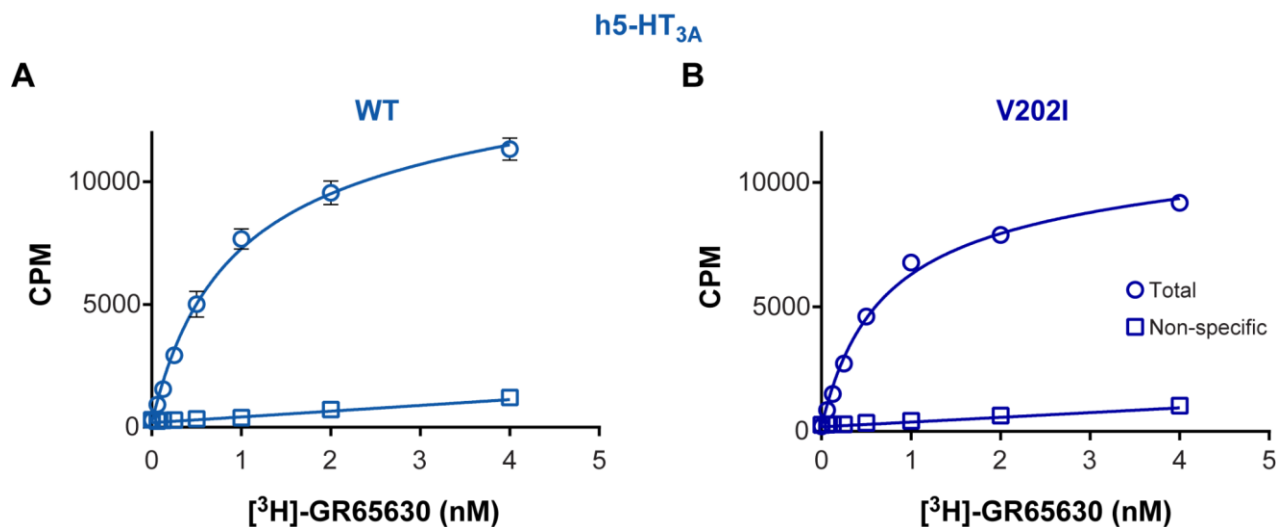 h5-HT3A
A
WT
CPM
10000
5000
0
0 1 2 3 4 5
[³H]-GR65630 (nM)
B
V202I
CPM
10000
5000
0
Total
Non-specific
0 1 2 3 4 5
[³H]-GR65630 (nM)